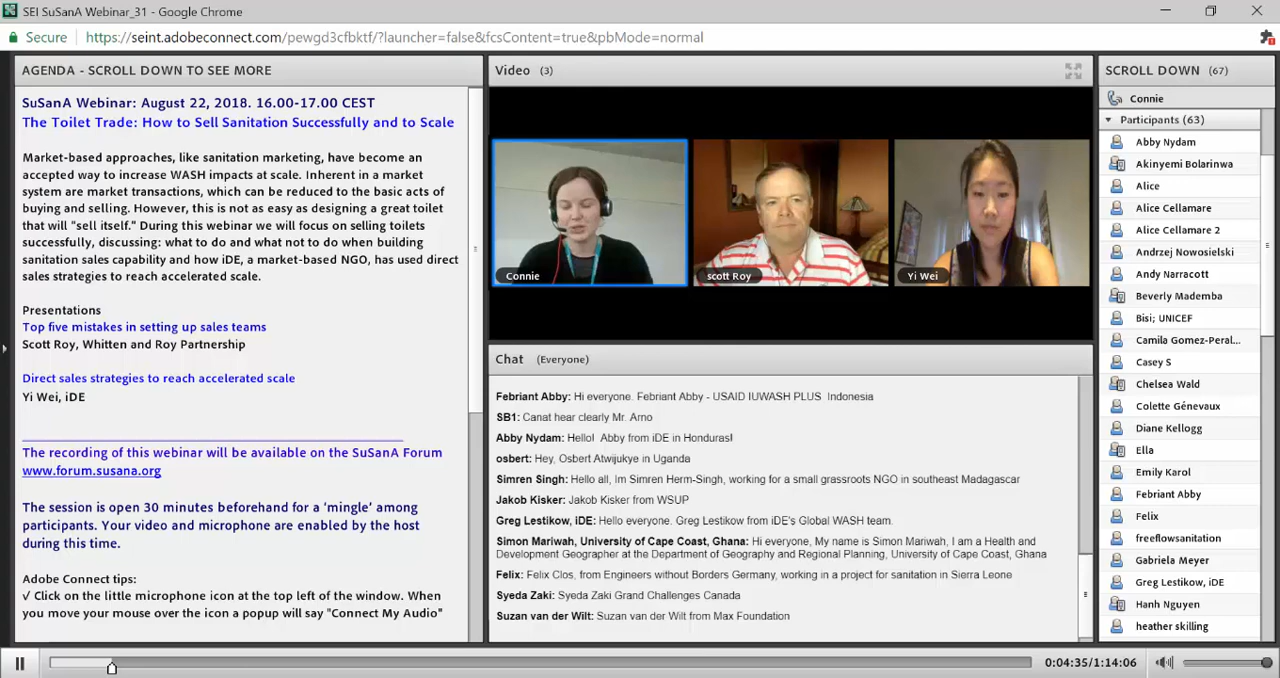 SEI SuSanA Webinar_31 - Google Chrome
Secure
https://seint.adobeconnect.com/pewgd3cfbktf/?launcher=false&fcsContent=true&pbMode=normal
AGENDA - SCROLL DOWN TO SEE MORE
SuSanA Webinar: August 22, 2018. 16.00-17.00 CEST
The Toilet Trade: How to Sell Sanitation Successfully and to Scale
Market-based approaches, like sanitation marketing, have become an
accepted way to increase WASH impacts at scale. Inherent in a market
system are market transactions, which can be reduced to the basic acts of
buying and selling. However, this is not as easy as designing a great toilet
that will "sell itself." During this webinar we will focus on selling toilets
successfully, discussing: what to do and what not to do when building
sanitation sales capability and how iDE, a market-based NGO, has used direct
sales strategies to reach accelerated scale.
Presentations
Top five mistakes in setting up sales teams
Scott Roy, Whitten and Roy Partnership
Direct sales strategies to reach accelerated scale
Yi Wei, iDE
The recording of this webinar will be available on the SuSanA Forum
www.forum.susana.org
The session is open 30 minutes beforehand for a 'mingle' among
participants. Your video and microphone are enabled by the host
during this time.
Adobe Connect tips:
√ Click on the little microphone icon at the top left of the window. When
you move your mouse over the icon a popup will say "Connect My Audio"
Video (3)
Connie
scott Roy
Yi Wei
Chat (Everyone)
Febriant Abby: Hi everyone. Febriant Abby - USAID IUWASH PLUS Indonesia
SB1: Canat hear clearly Mr. Arno
Abby Nydam: Hello! Abby from iDE in Honduras!
osbert: Hey, Osbert Atwijukye in Uganda
Simren Singh: Hello all, Im Simren Herm-Singh, working for a small grassroots NGO in southeast Madagascar
Jakob Kisker: Jakob Kisker from WSUP
Greg Lestikow, iDE: Hello everyone. Greg Lestikow from iDE's Global WASH team.
Simon Mariwah, University of Cape Coast, Ghana: Hi everyone, My name is Simon Mariwah, I am a Health and
Development Geographer at the Department of Geography and Regional Planning, University of Cape Coast, Ghana
Felix: Felix Clos, from Engineers without Borders Germany, working in a project for sanitation in Sierra Leone
Syeda Zaki: Syeda Zaki Grand Challenges Canada
Suzan van der Wilt: Suzan van der Wilt from Max Foundation
SCROLL DOWN (67)
Connie
Participants (63)
Abby Nydam
Akinyemi Bolarinwa
Alice
Alice Cellamare
Alice Cellamare 2
Andrzej Nowosielski
Andy Narracott
Beverly Mademba
Bisi; UNICEF
Camila Gomez-Peral...
Casey S
Chelsea Wald
Colette Génevaux
Diane Kellogg
Ella
Emily Karol
Febriant Abby
Felix
freeflowsanitation
Gabriela Meyer
Greg Lestikow, iDE
Hanh Nguyen
heather skilling
0:04:35/1:14:06